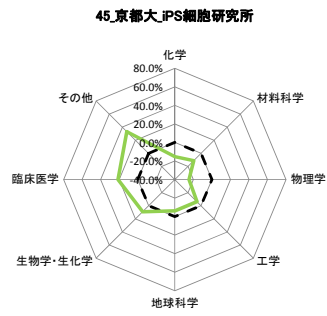 45_京都大_iPS細胞研究所
化学
80.0%
60.0%
40.0%
20.0%
0.0%
-20.0%
-40.0%
材料科学
物理学
工学
地球科学
生物学・生化学
臨床医学
その他